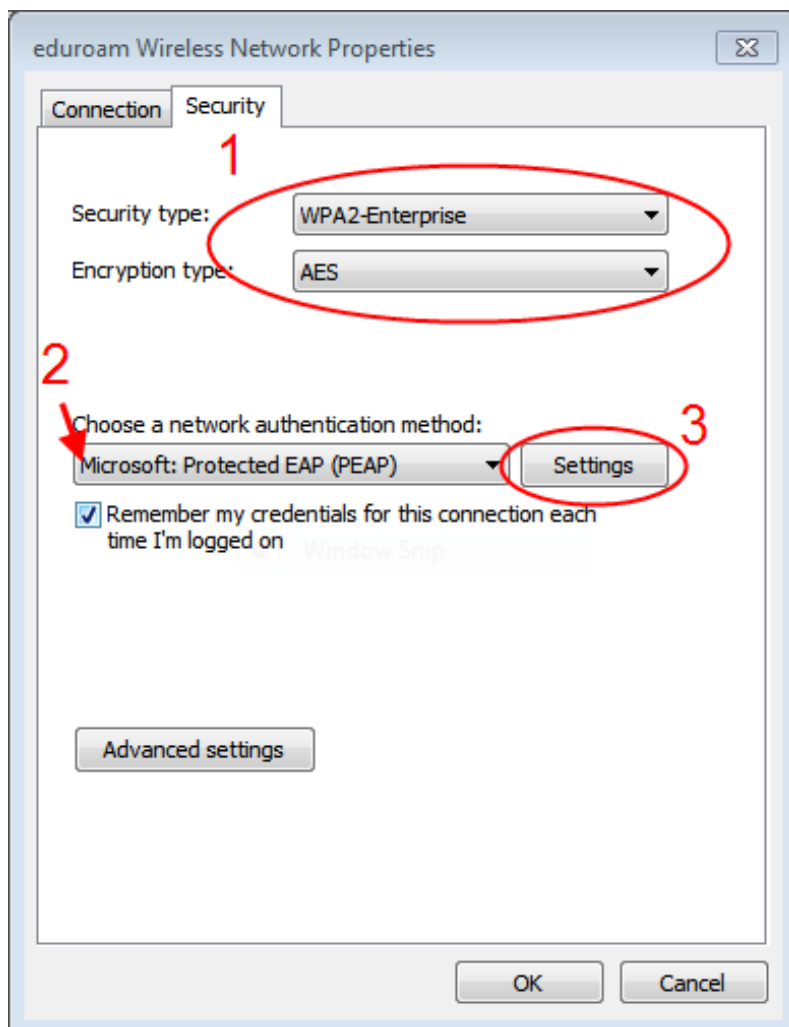 eduroam Wireless Network Properties
Connection Security
1
Security type: WPA2-Enterprise
Encryption type: AES
2
Choose a network authentication method:
3
Microsoft: Protected EAP (PEAP) Settings
Remember my credentials for this connection each
time I'm logged on
Window Snip
Advanced settings
OK Cancel